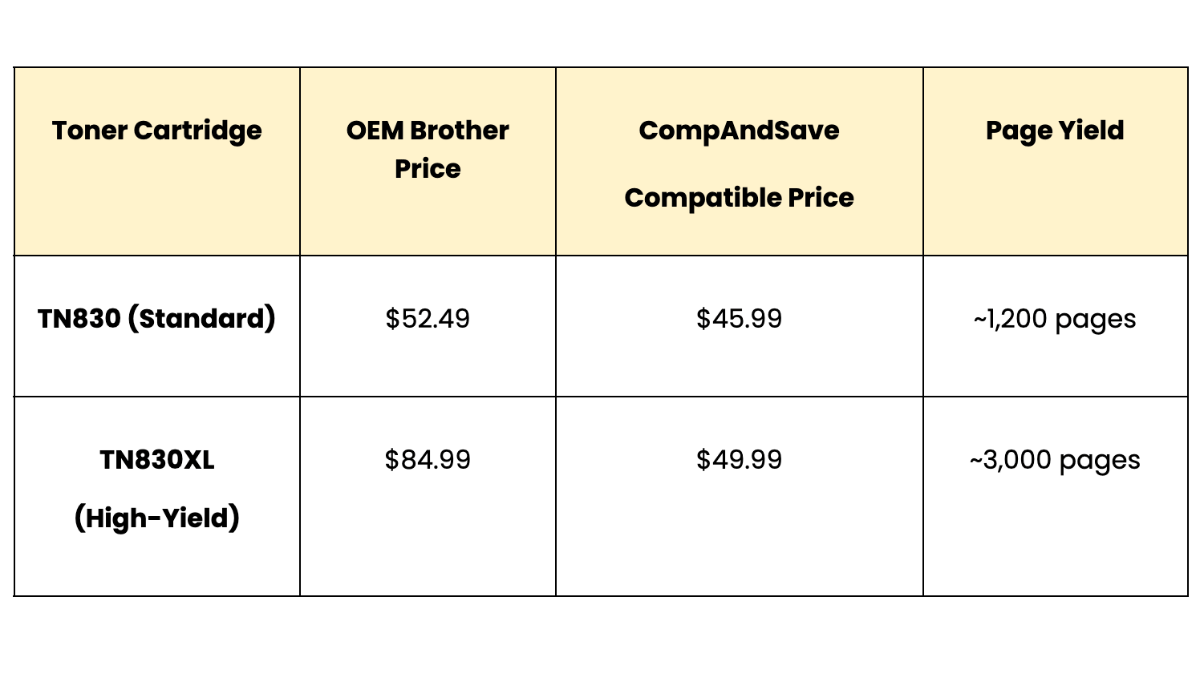 Toner Cartridge
OEM Brother
Price
CompAndSave
Compatible Price
Page Yield
TN830 (Standard)
$52.49
$45.99
~1,200 pages
TN830XL
(High-Yield)
$84.99
$49.99
~3,000 pages